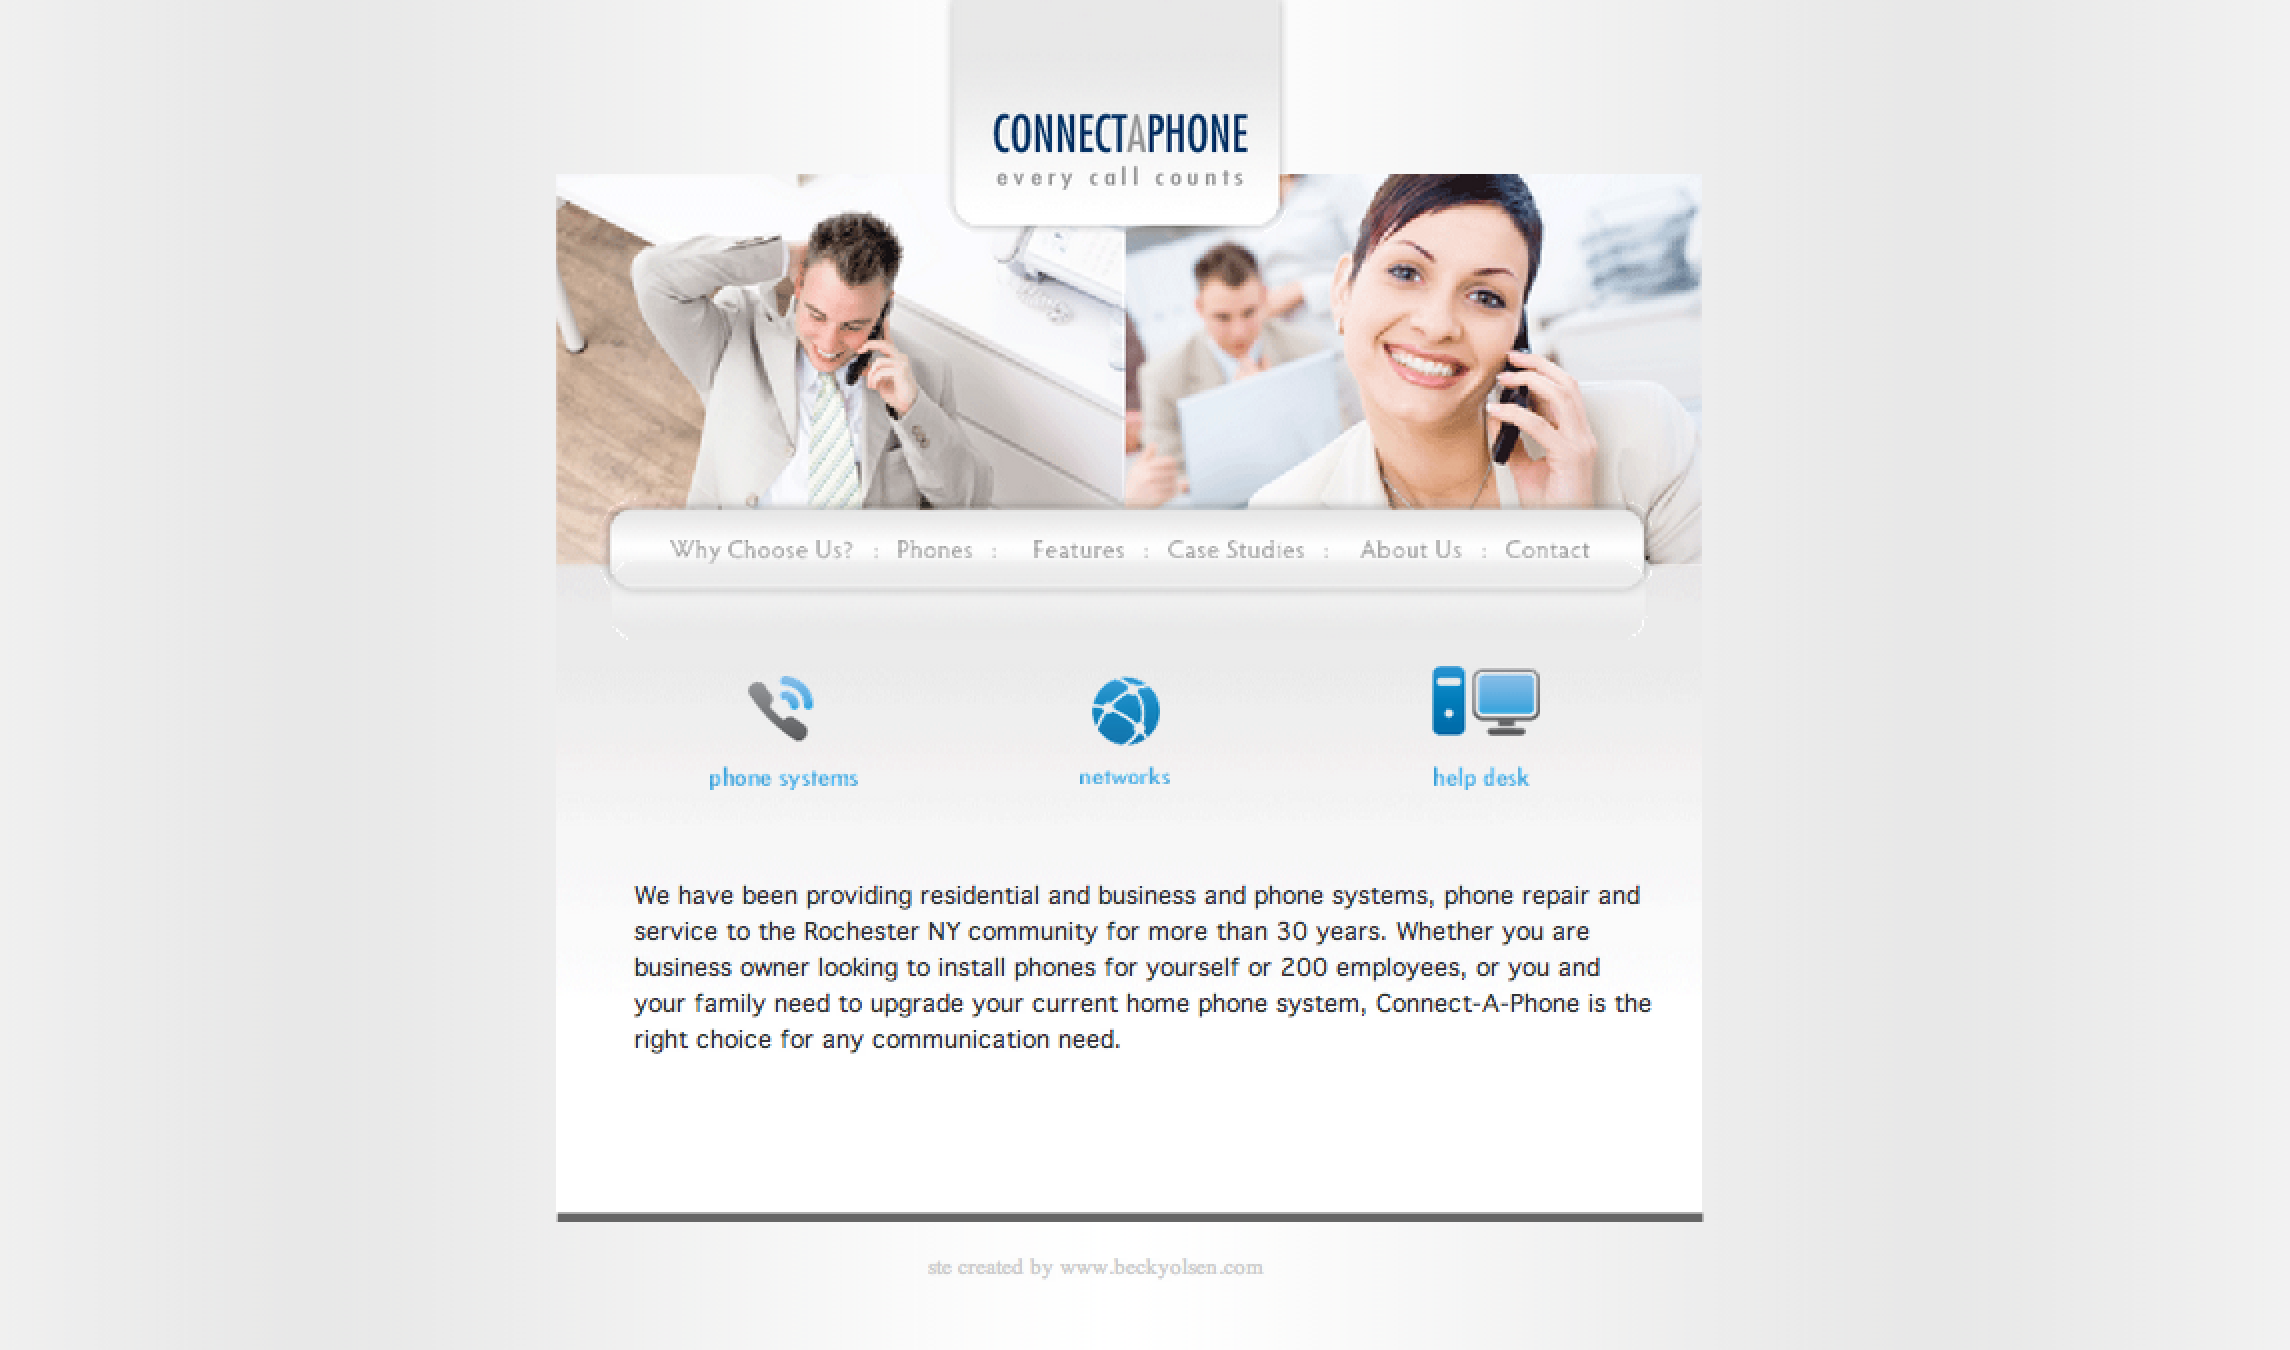 CONNECTAPHONE
every call counts
Why Choose Us? : Phones : Features : Case Studies : About Us : Contact
phone systems networks help desk
We have been providing residential and business and phone systems, phone repair and
service to the Rochester NY community for more than 30 years. Whether you are
business owner looking to install phones for yourself or 200 employees, or you and
your family need to upgrade your current home phone system, Connect-A-Phone is the
right choice for any communication need.
ste created by www.beckyolsen.com